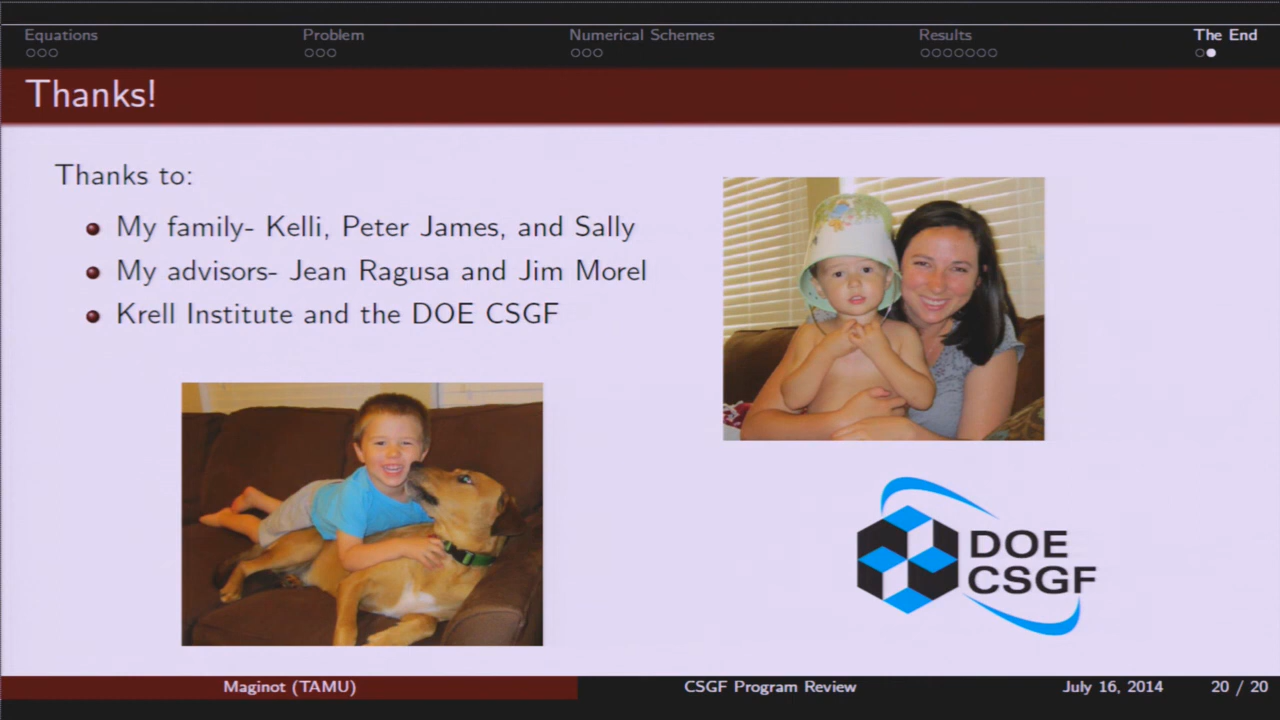 Equations
Problem
Numerical Schemes
Results
The End
Thanks!
Thanks to:
My family- Kelli, Peter James, and Sally
My advisors- Jean Ragusa and Jim Morel
Krell Institute and the DOE CSGF
DOE
CSGF
Maginot (TAMU)
CSGF Program Review
July 16, 2014
20 / 20